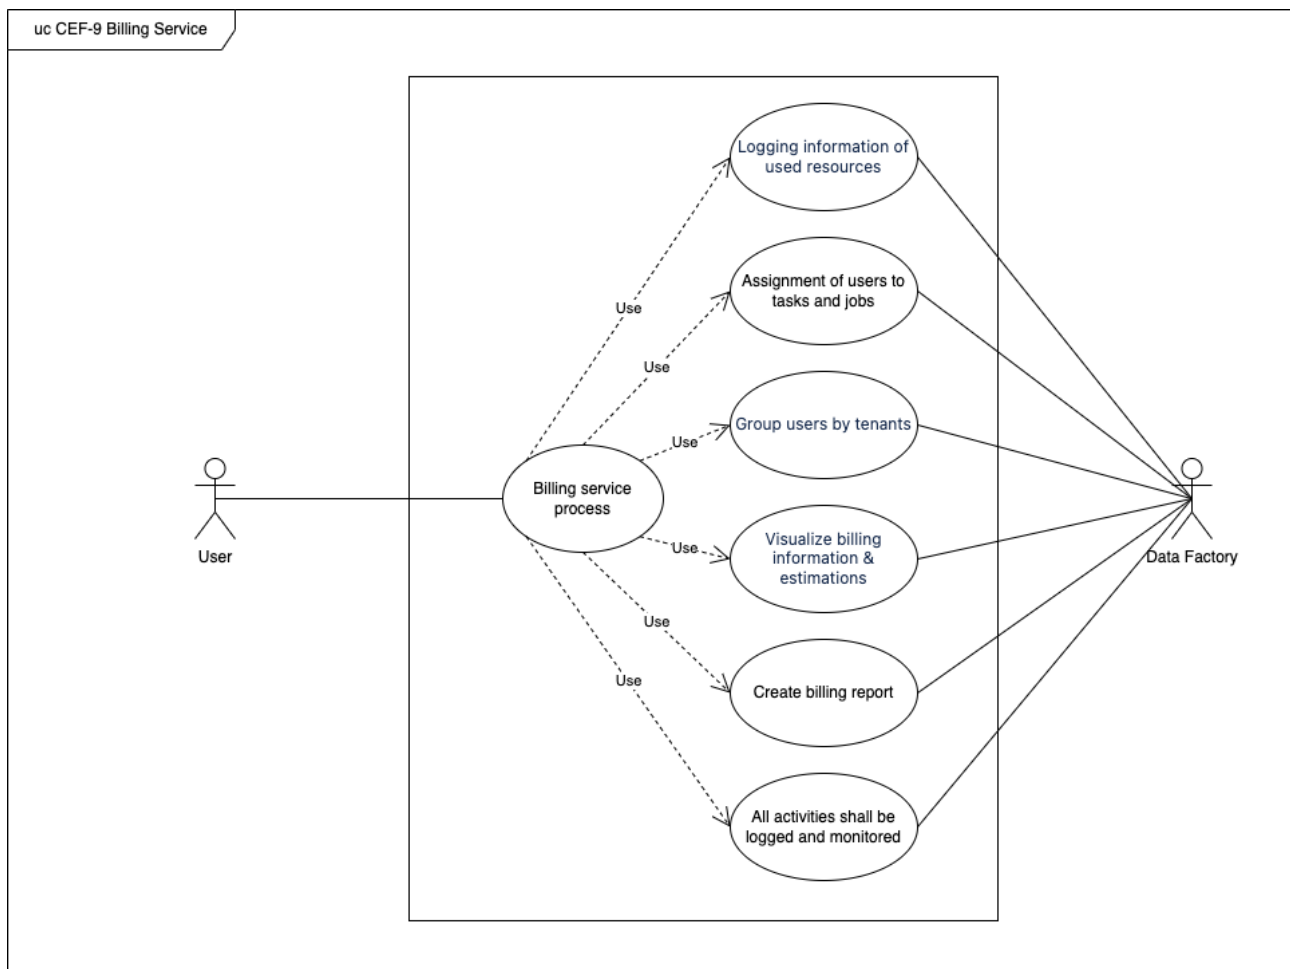 uc CEF-9 Billing Service
Logging information of
used resources
Use
Assignment of users to
tasks and jobs
Use
Group users by tenants
Use
Billing service
process
User
Data Factory
Use
Visualize billing
information &
estimations
Use
Create billing report
Use
All activities shall be
logged and monitored